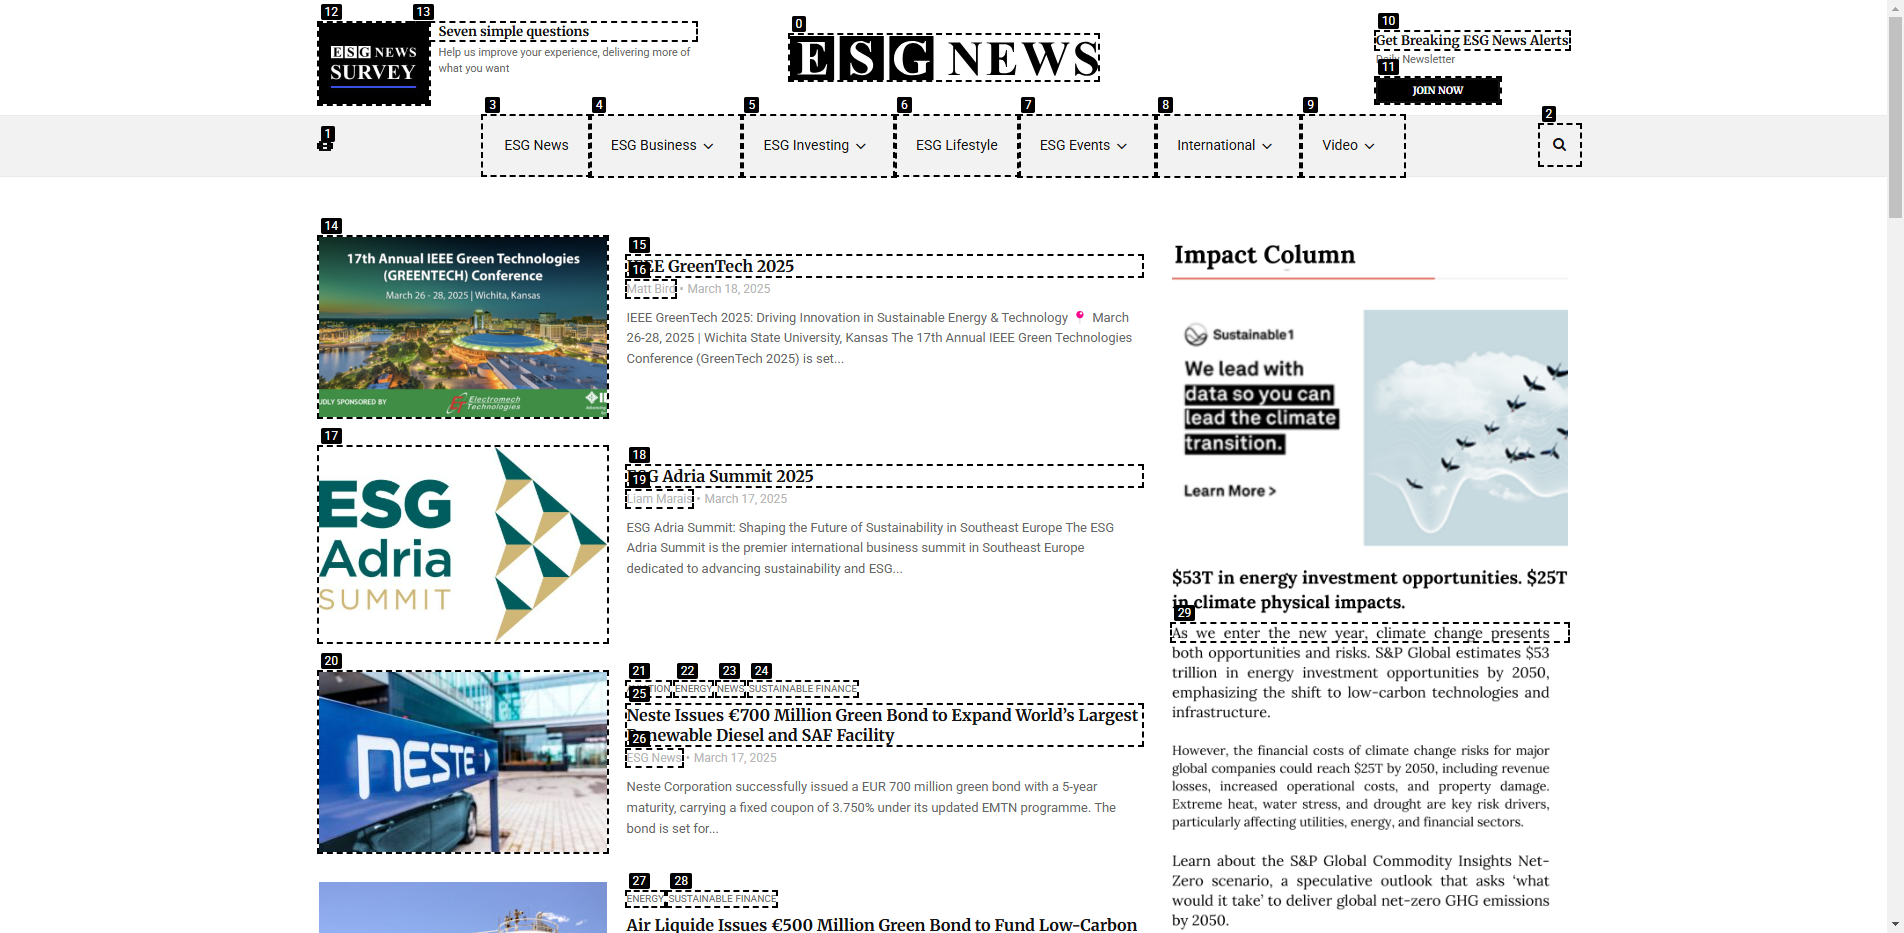 12
13
ESG NEWS
SURVEY
Seven simple questions
Help us improve your experience, delivering more of
what you want
0
ESG NEWS
10
Get Breaking ESG News Alerts
Daily Newsletter
11
JOIN NOW
1
3
ESG News
4
ESG Business
5
ESG Investing
6
ESG Lifestyle
7
ESG Events
8
International
9
Video
2
14
17th Annual IEEE Green Technologies
(GREENTECH) Conference
March 26 - 28, 2025 | Wichita, Kansas
SPONSORED BY
Electromech
Technologies
15
GreenTech 2025
16
Matt Bird • March 18, 2025
IEEE GreenTech 2025: Driving Innovation in Sustainable Energy & Technology 📍 March
26-28, 2025 | Wichita State University, Kansas The 17th Annual IEEE Green Technologies
Conference (GreenTech 2025) is set...
17
ESG
Adria
SUMMIT
18
ESG Adria Summit 2025
19
Liam Marais • March 17, 2025
ESG Adria Summit: Shaping the Future of Sustainability in Southeast Europe The ESG
Adria Summit is the premier international business summit in Southeast Europe
dedicated to advancing sustainability and ESG...
20
NESTE
21
22
23
24
ENERGY NEWS SUSTAINABLE FINANCE
25
Neste Issues €700 Million Green Bond to Expand World's Largest
Renewable Diesel and SAF Facility
26
ESG News • March 17, 2025
Neste Corporation successfully issued a EUR 700 million green bond with a 5-year
maturity, carrying a fixed coupon of 3.750% under its updated EMTN programme. The
bond is set for...
27
28
ENERGY SUSTAINABLE FINANCE
Air Liquide Issues €500 Million Green Bond to Fund Low-Carbon
Impact Column
Sustainable1
We lead with
data so you can
lead the climate
transition.
Learn More >
$53T in energy investment opportunities. $25T
in climate physical impacts.
29
As we enter the new year, climate change presents
both opportunities and risks. S&P Global estimates $53
trillion in energy investment opportunities by 2050,
emphasizing the shift to low-carbon technologies and
infrastructure.
However, the financial costs of climate change risks for major
global companies could reach $25T by 2050, including revenue
losses, increased operational costs, and property damage.
Extreme heat, water stress, and drought are key risk drivers,
particularly affecting utilities, energy, and financial sectors.
Learn about the S&P Global Commodity Insights Net-
Zero scenario, a speculative outlook that asks 'what
would it take' to deliver global net-zero GHG emissions
by 2050.